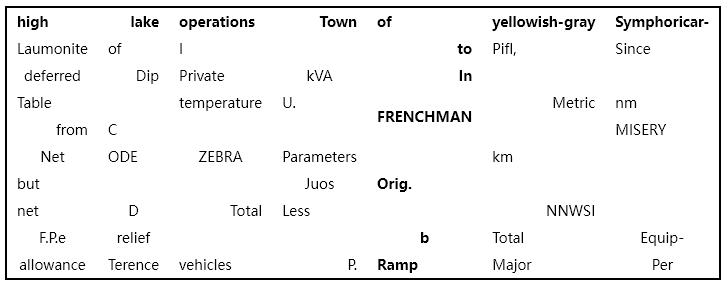 high lake operations Town of yellowish-gray Symphoricar-
Laumonite of I to Pifl, Since
deferred Dip Private kVA In
Table temperature U. FRENCHMAN Metric nm
from C MISERY
Net ODE ZEBRA Parameters km
but Juos Orig.
net D Total Less NNWSI
F.P.e relief b Total Equip-
allowance Terence vehicles P. Ramp Major Per